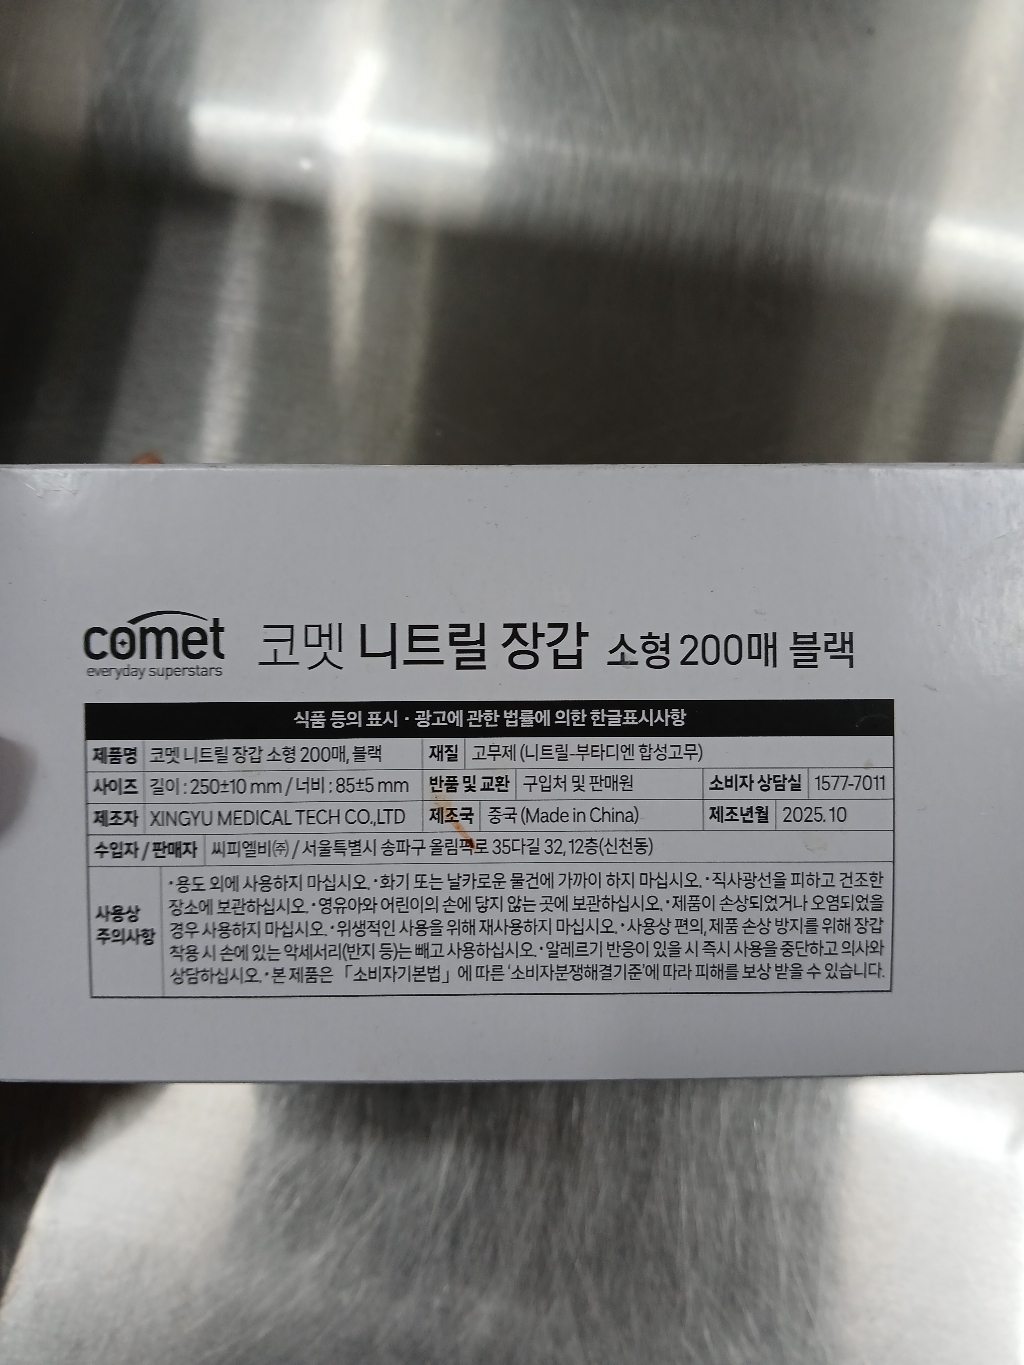 comet
everyday superstars
코멧 니트릴 장갑 소형 200매 블랙
식품 등의 표시 · 광고에 관한 법률에 의한 한글표시사항
제품명 코멧 니트릴 장갑 소형 200매, 블랙 재질 고무제 (니트릴-부타디엔 합성고무)
사이즈 길이 : 250±10 mm / 너비 : 85±5 mm 반품 및 교환 구입처 및 판매원 소비자 상담실 1577-7011
제조자 XINGYU MEDICAL TECH CO.,LTD 제조국 중국 (Made in China) 제조년월 2025. 10
수입자 / 판매자 씨피엘비㈜ / 서울특별시 송파구 올림픽로 35다길 32, 12층(신천동)
사용상 주의사항
·용도 외에 사용하지 마십시오. ·화기 또는 날카로운 물건에 가까이 하지 마십시오. ·직사광선을 피하고 건조한
장소에 보관하십시오. ·영유아와 어린이의 손에 닿지 않는 곳에 보관하십시오. ·제품이 손상되었거나 오염되었을
경우 사용하지 마십시오. ·위생적인 사용을 위해 재사용하지 마십시오. ·사용상 편의, 제품 손상 방지를 위해 장갑
착용 시 손에 있는 악세서리(반지 등)는 빼고 사용하십시오. ·알레르기 반응이 있을 시 즉시 사용을 중단하고 의사와
상담하십시오. ·본 제품은 「소비자기본법」에 따른 '소비자분쟁해결기준'에 따라 피해를 보상 받을 수 있습니다.